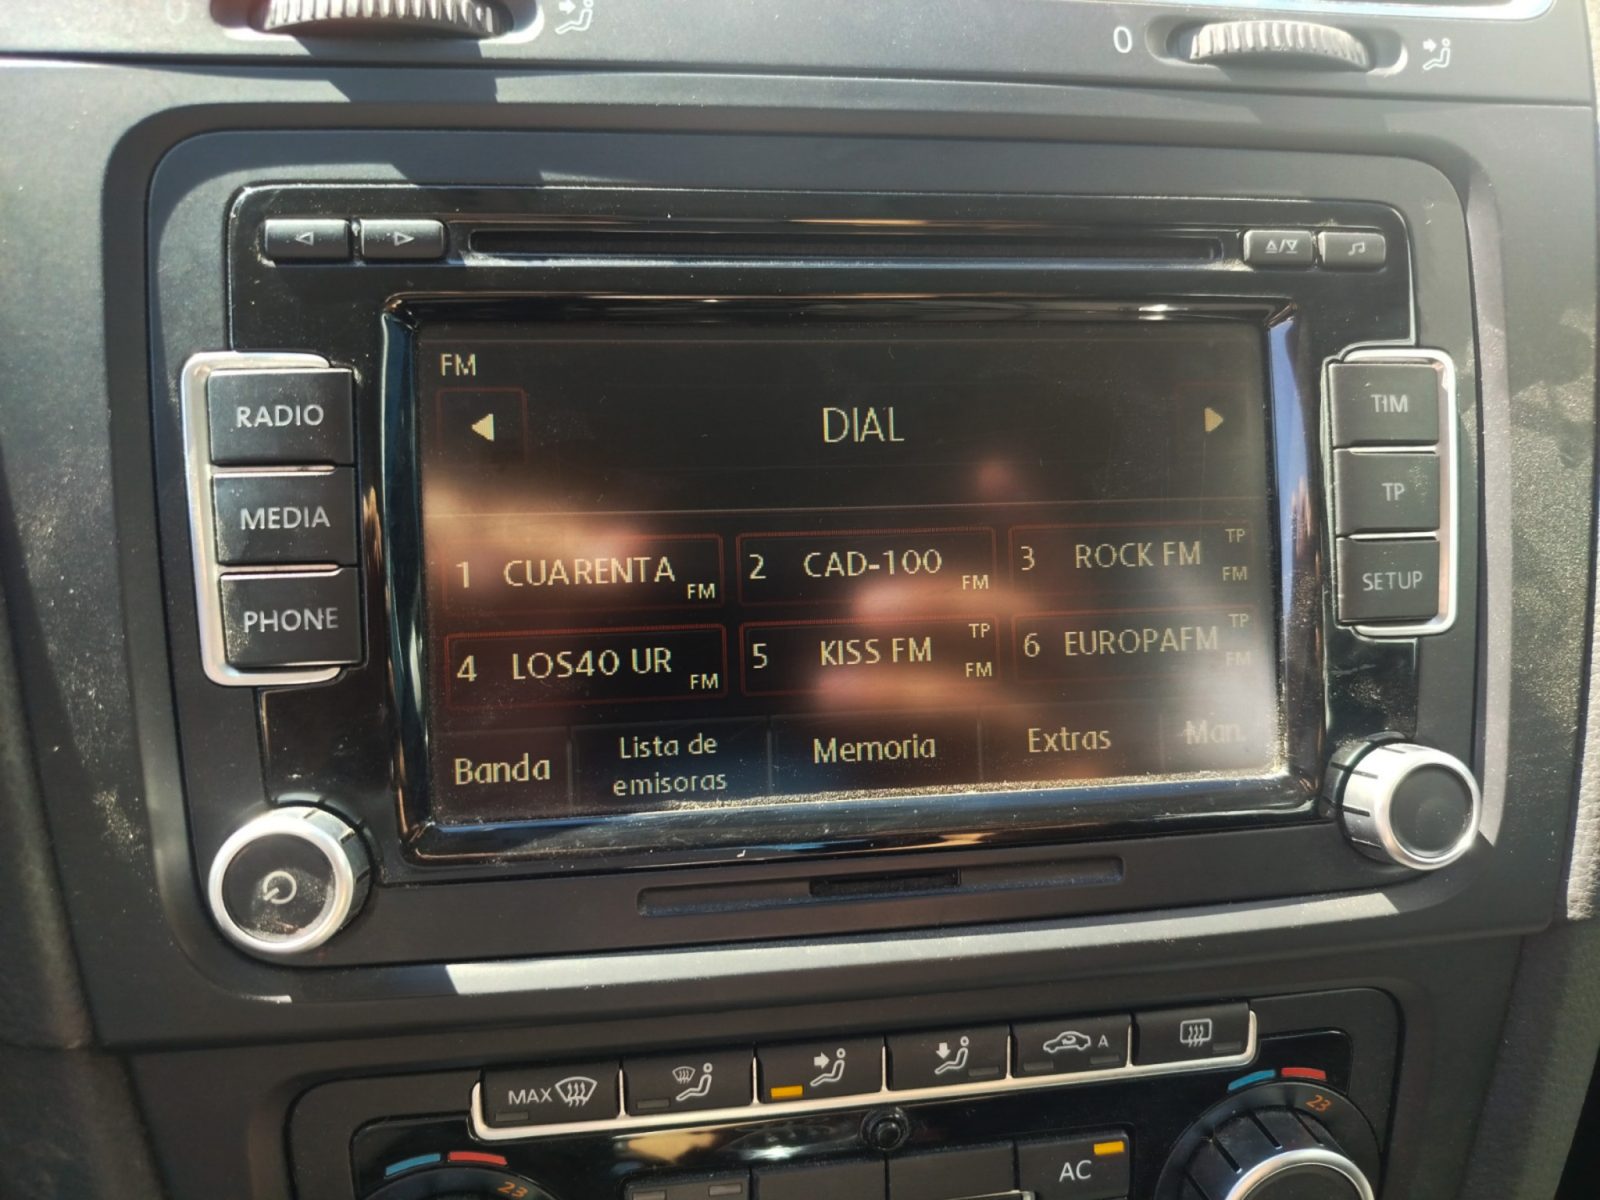 0
FM
DIAL
RADIO
MEDIA
PHONE
TIM
TP
SETUP
1 CUARENTA FM
2 CAD-100 FM
3 ROCK FM TP FM
4 LOS40 UR FM
5 KISS FM TP FM
6 EUROPAFM TP FM
Banda
Lista de
emisoras
Memoria
Extras
Man.
MAX
A
23
23
AC